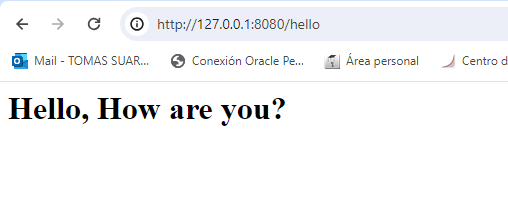 http://127.0.0.1:8080/hello
Mail - TOMAS SUAR... Conexión Oracle Pe... Área personal Centro d
Hello, How are you?